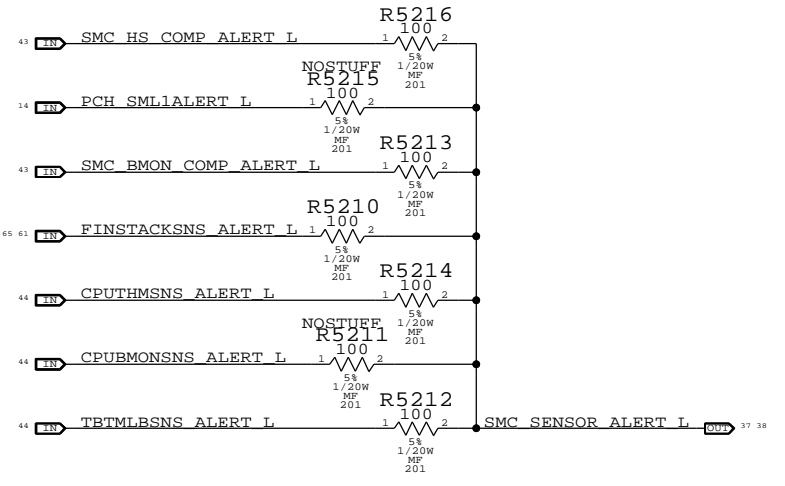 R5216
43 IN SMC_HS_COMP_ALERT_L 1 100 2
5%
1/20W
MF
201
NOSTUFF
R5215
14 IN PCH_SML1ALERT_L 1 100 2
5%
1/20W
MF
201
R5213
43 IN SMC_BMON_COMP_ALERT_L 1 100 2
5%
1/20W
MF
201
R5210
65 61 IN FINSTACKSNS_ALERT_L 1 100 2
5%
1/20W
MF
201
R5214
44 IN CPUTHMSNS_ALERT_L 1 100 2
5%
1/20W
MF
201
NOSTUFF
R5211
44 IN CPUBMONSNS_ALERT_L 1 100 2
5%
1/20W
MF
201
R5212
44 IN TBTMLBSNS_ALERT_L 1 100 2 SMC_SENSOR_ALERT_L OUT 37 38
5%
1/20W
MF
201